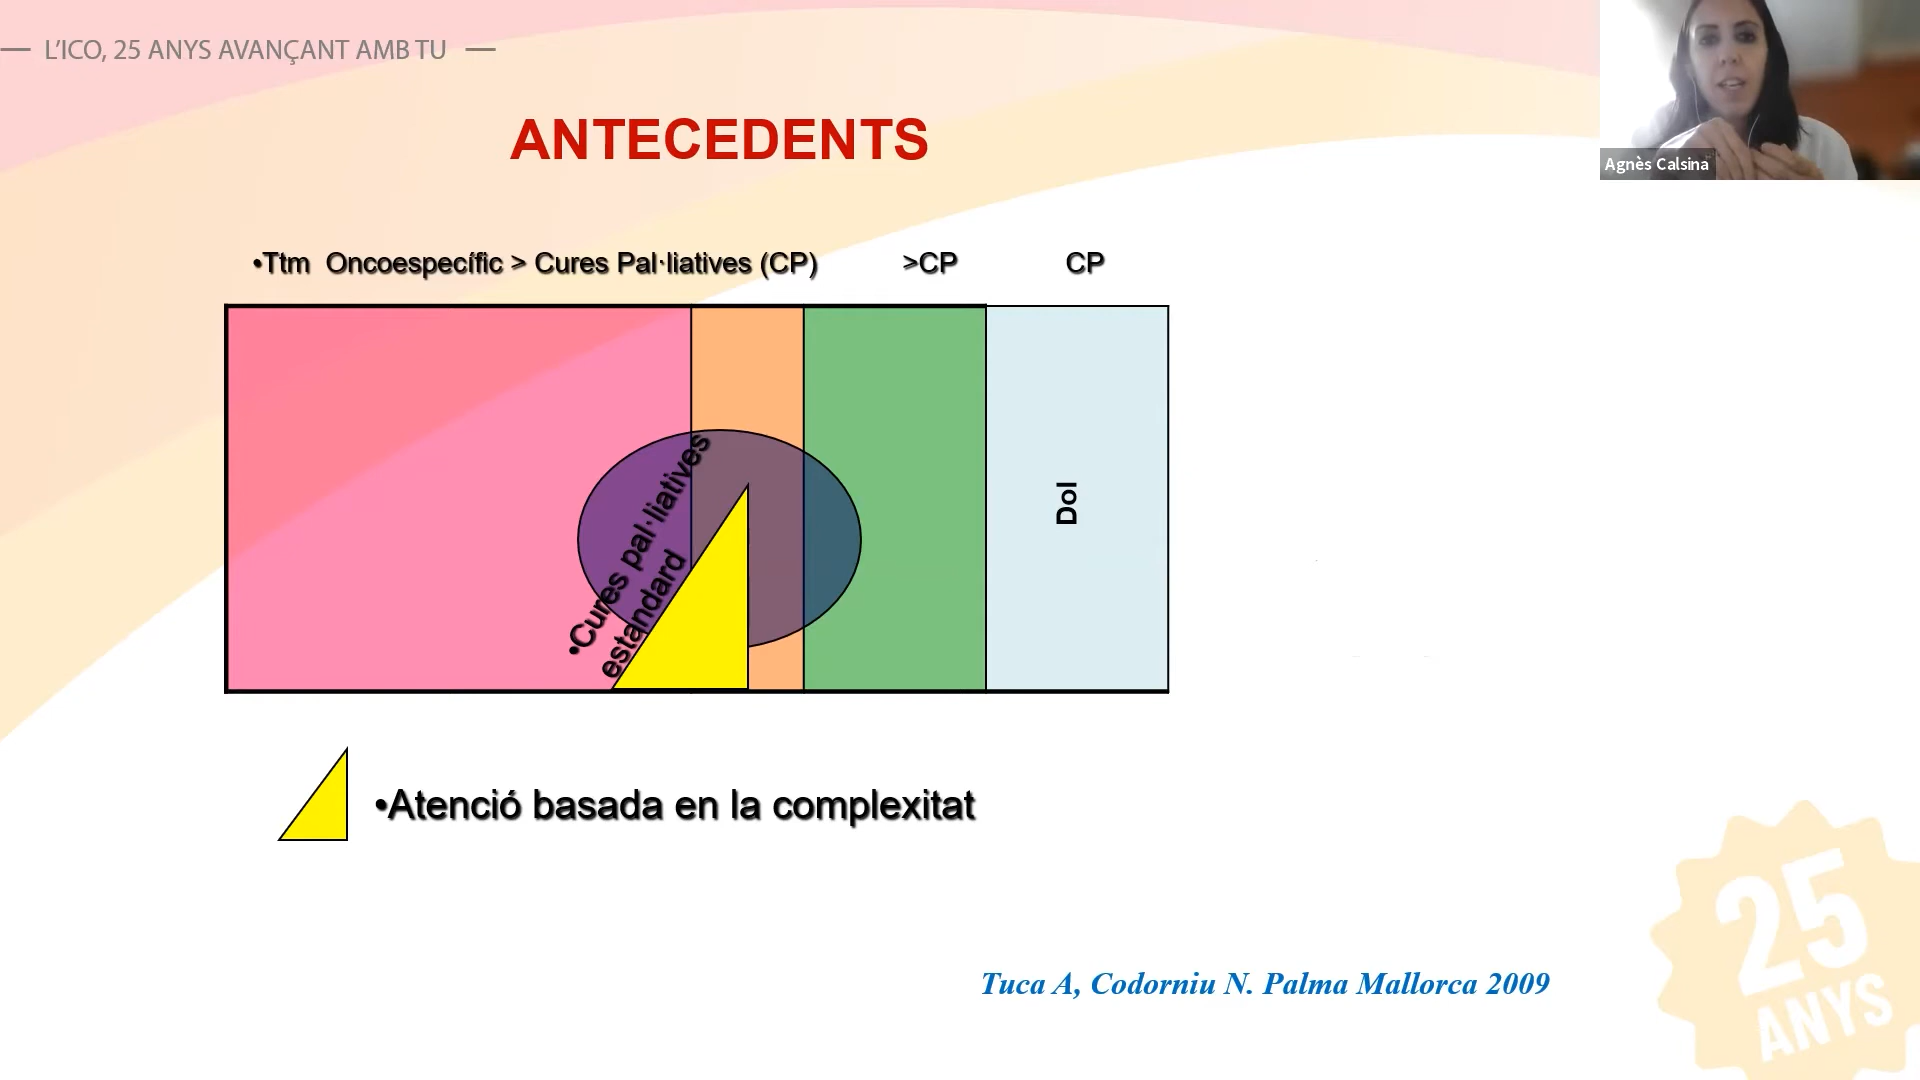 L'ICO, 25 ANYS AVANÇANT AMB TU
Agnès Calsina
ANTECEDENTS
•Ttm  Oncoespecífic > Cures Pal·liatives (CP)
>CP
CP
•Cures pal·liatives
estandard
Dol
•Atenció basada en la complexitat
Tuca A, Codorniu N. Palma Mallorca 2009
25
ANYS